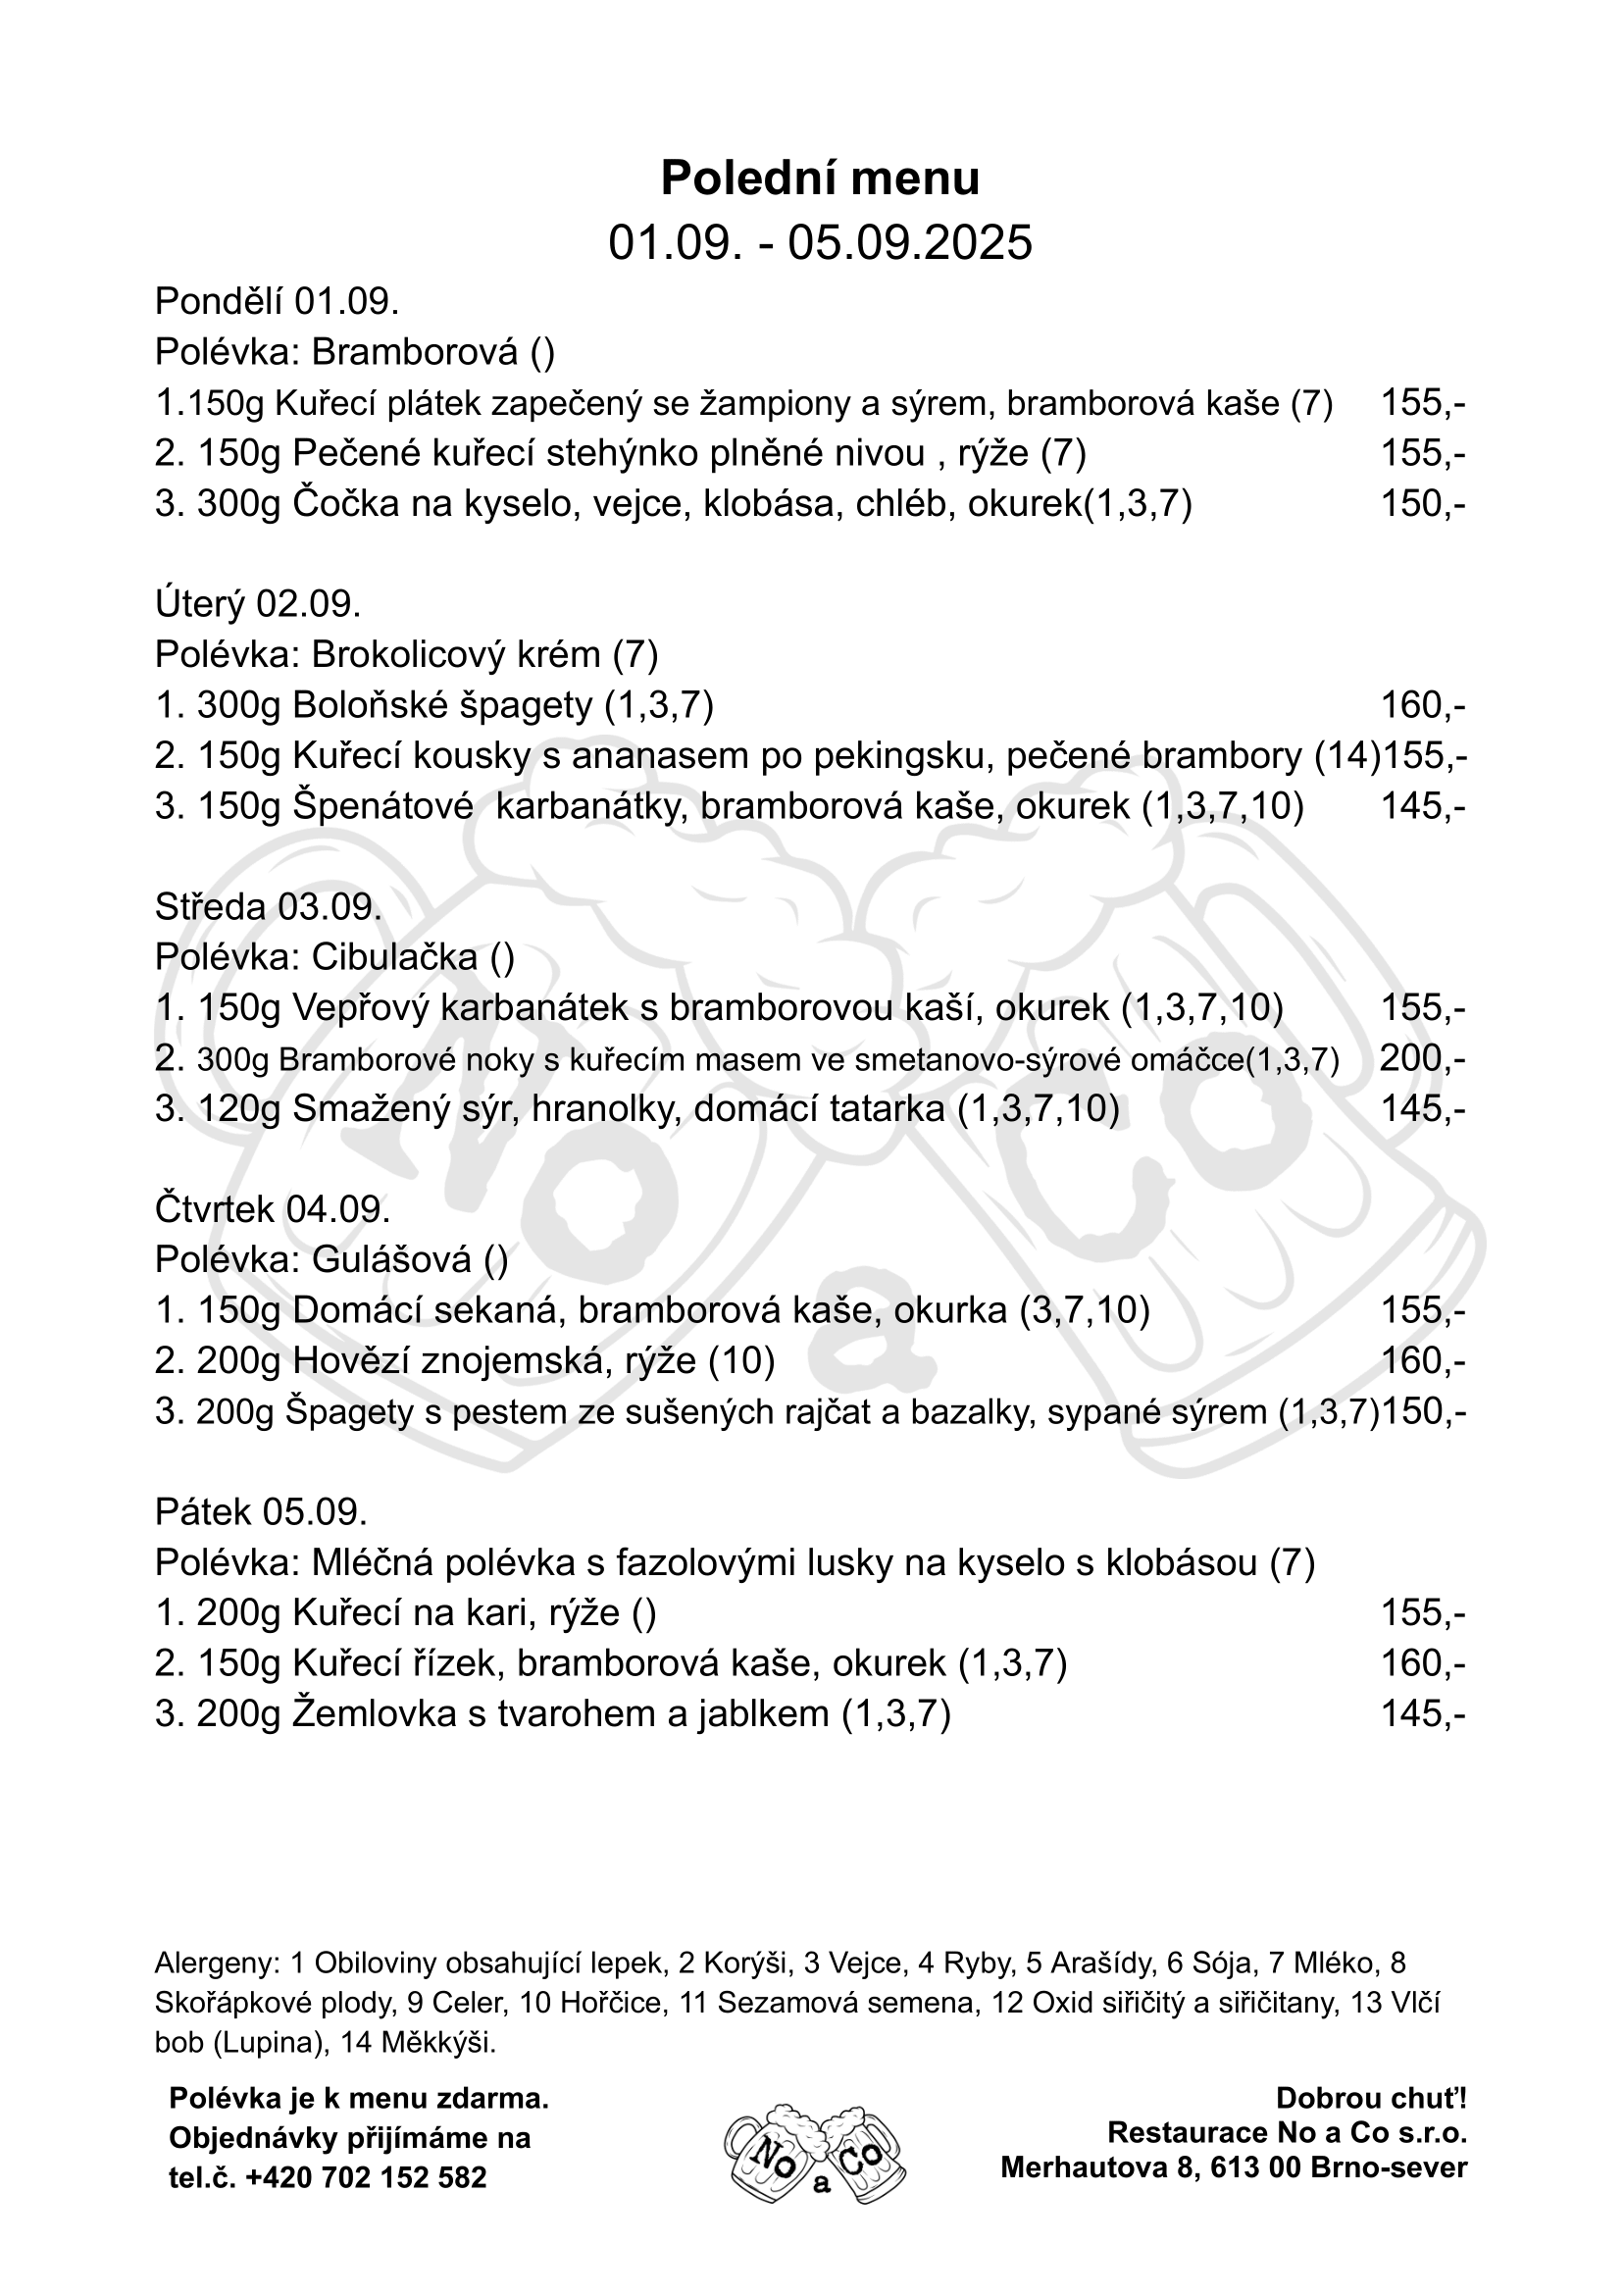 Polední menu
01.09. - 05.09.2025
Pondělí 01.09.
Polévka: Bramborová ()
1.150g Kuřecí plátek zapečený se žampiony a sýrem, bramborová kaše (7) 155,-
2. 150g Pečené kuřecí stehýnko plněné nivou , rýže (7) 155,-
3. 300g Čočka na kyselo, vejce, klobása, chléb, okurek(1,3,7) 150,-
Úterý 02.09.
Polévka: Brokolicový krém (7)
1. 300g Boloňské špagety (1,3,7) 160,-
2. 150g Kuřecí kousky s ananasem po pekingsku, pečené brambory (14)155,-
3. 150g Špenátové  karbanátky, bramborová kaše, okurek (1,3,7,10) 145,-
Středa 03.09.
Polévka: Cibulačka ()
1. 150g Vepřový karbanátek s bramborovou kaší, okurek (1,3,7,10) 155,-
2. 300g Bramborové noky s kuřecím masem ve smetanovo-sýrové omáčce(1,3,7) 200,-
3. 120g Smažený sýr, hranolky, domácí tatarka (1,3,7,10) 145,-
Čtvrtek 04.09.
Polévka: Gulášová ()
1. 150g Domácí sekaná, bramborová kaše, okurka (3,7,10) 155,-
2. 200g Hovězí znojemská, rýže (10) 160,-
3. 200g Špagety s pestem ze sušených rajčat a bazalky, sypané sýrem (1,3,7)150,-
Pátek 05.09.
Polévka: Mléčná polévka s fazolovými lusky na kyselo s klobásou (7)
1. 200g Kuřecí na kari, rýže () 155,-
2. 150g Kuřecí řízek, bramborová kaše, okurek (1,3,7) 160,-
3. 200g Žemlovka s tvarohem a jablkem (1,3,7) 145,-
No a Co
Alergeny: 1 Obiloviny obsahující lepek, 2 Korýši, 3 Vejce, 4 Ryby, 5 Arašídy, 6 Sója, 7 Mléko, 8
Skořápkové plody, 9 Celer, 10 Hořčice, 11 Sezamová semena, 12 Oxid siřičitý a siřičitany, 13 Vlčí
bob (Lupina), 14 Měkkýši.
Polévka je k menu zdarma.
Objednávky přijímáme na
tel.č. +420 702 152 582
No a Co
Dobrou chuť!
Restaurace No a Co s.r.o.
Merhautova 8, 613 00 Brno-sever